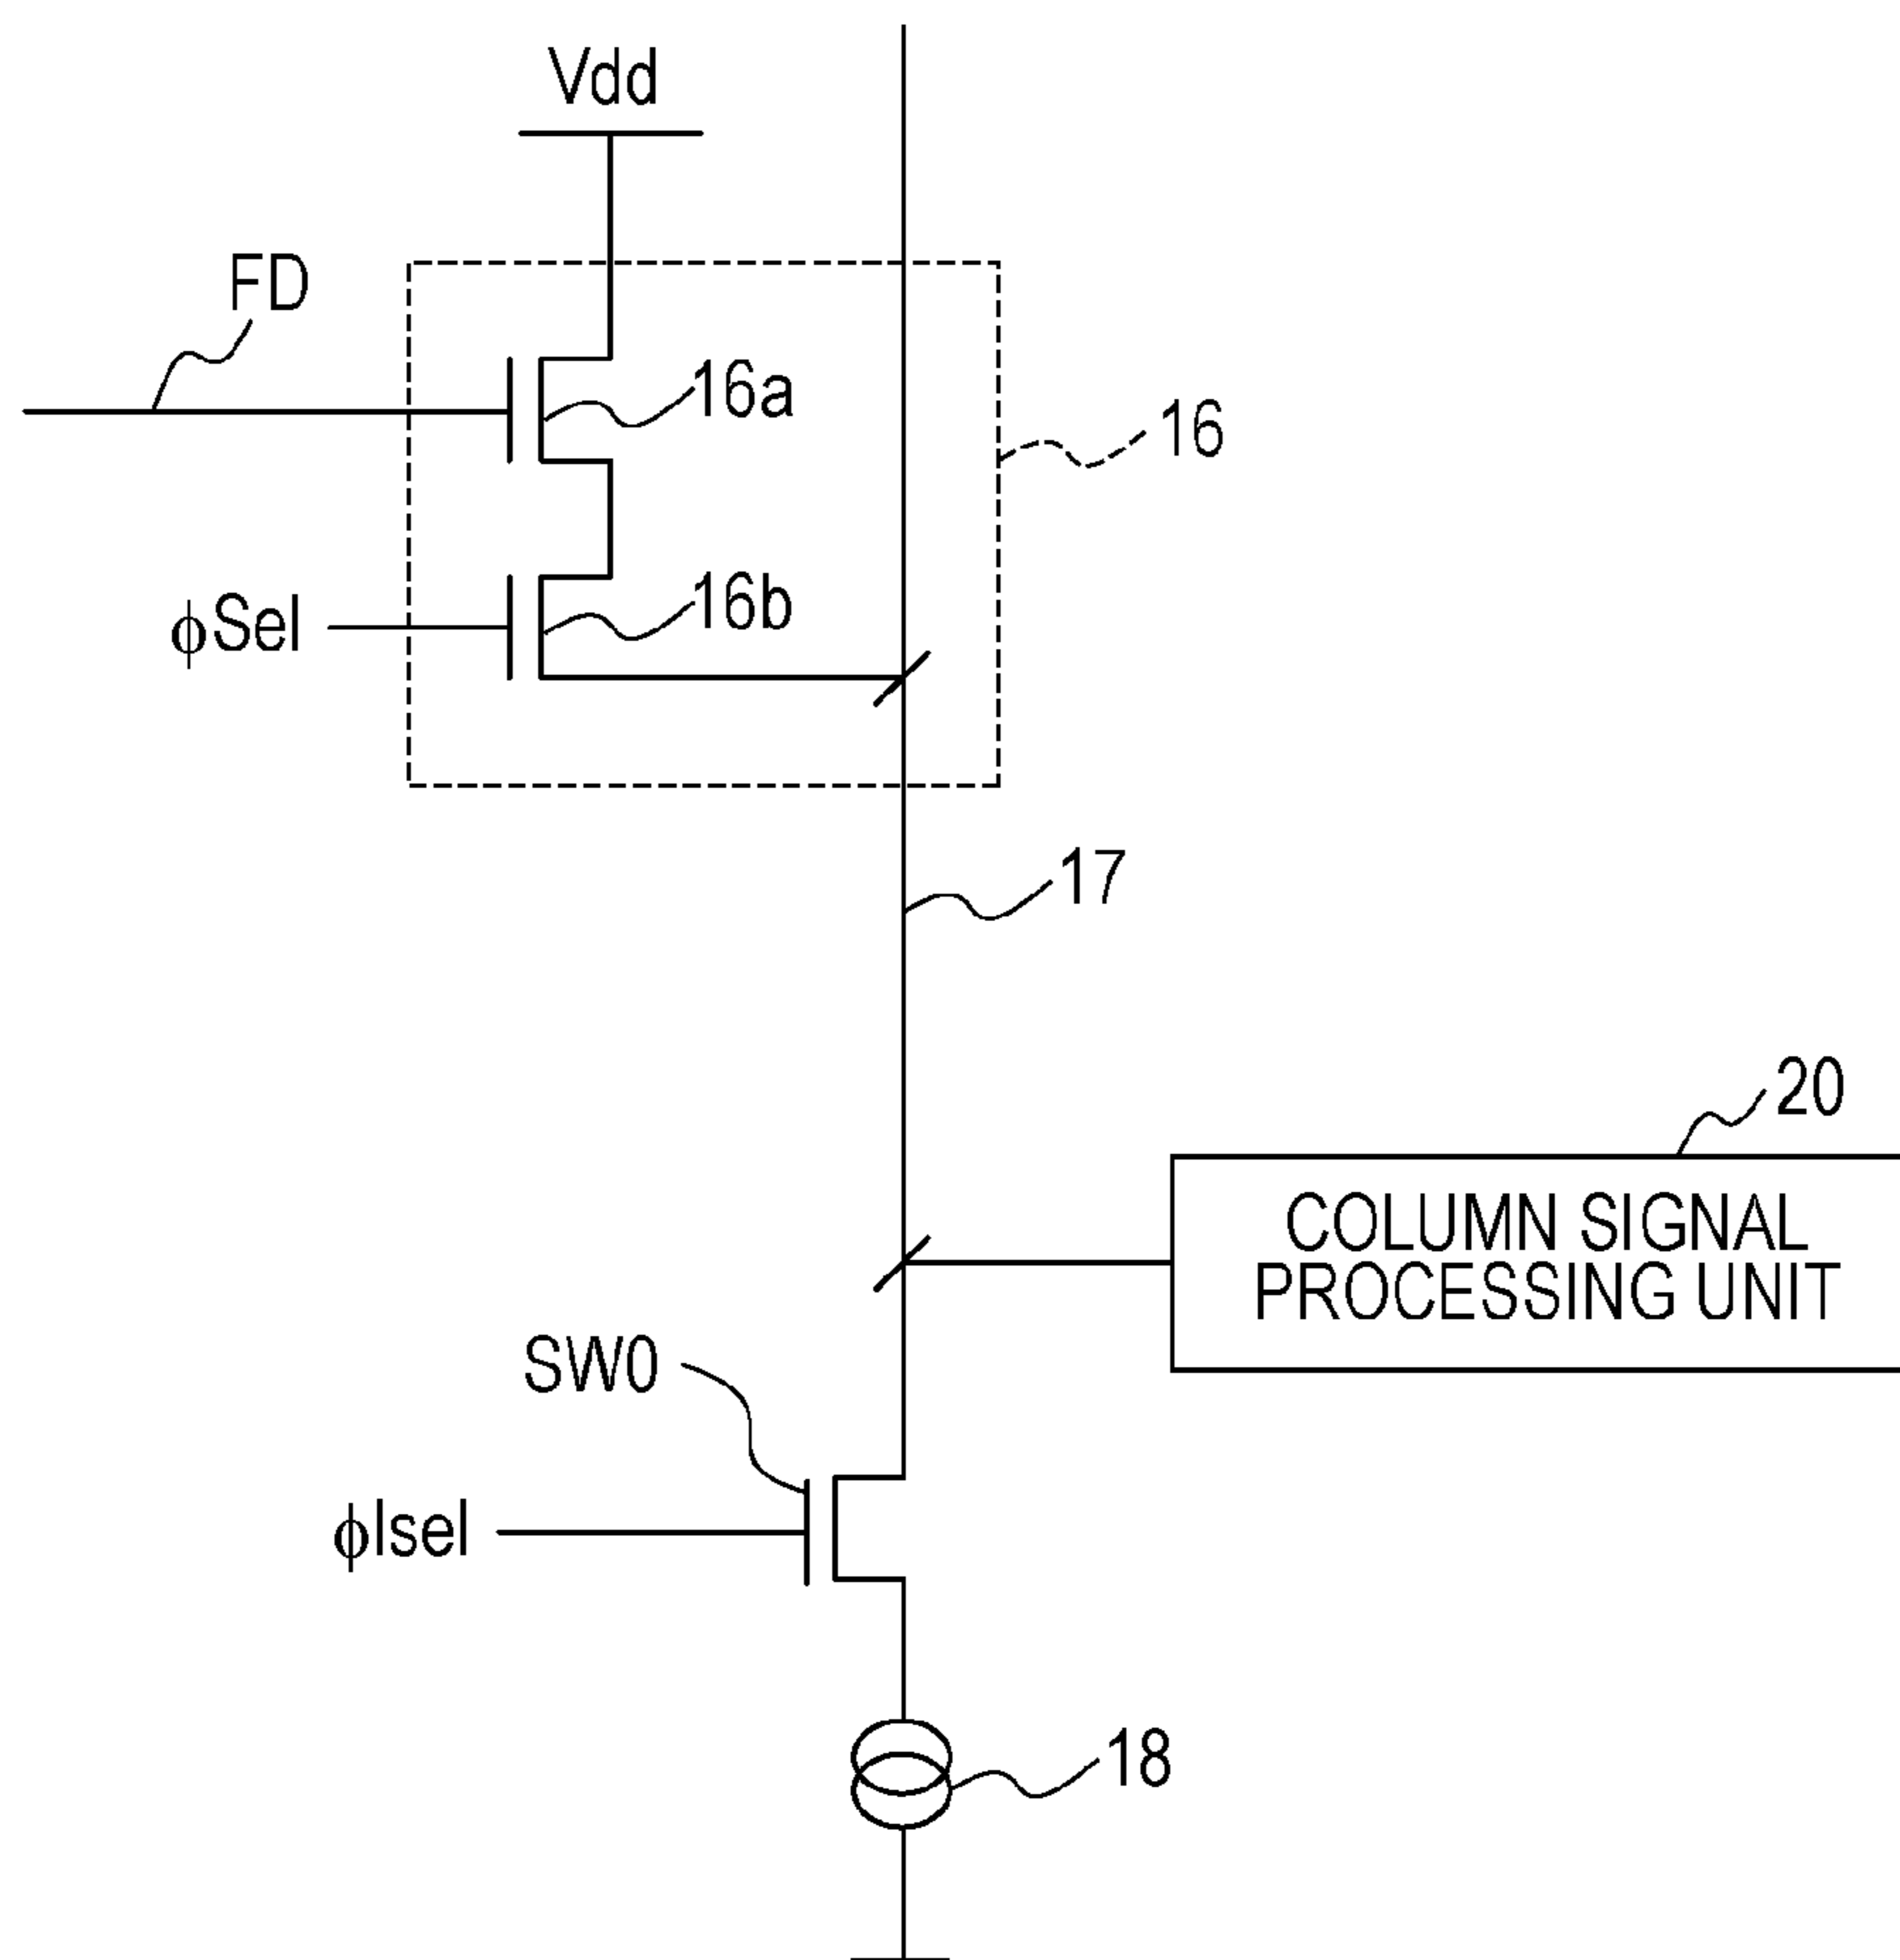 Vdd
FD
16a
16
φSel
16b
17
20
COLUMN SIGNAL
PROCESSING UNIT
SW0
φIsel
18